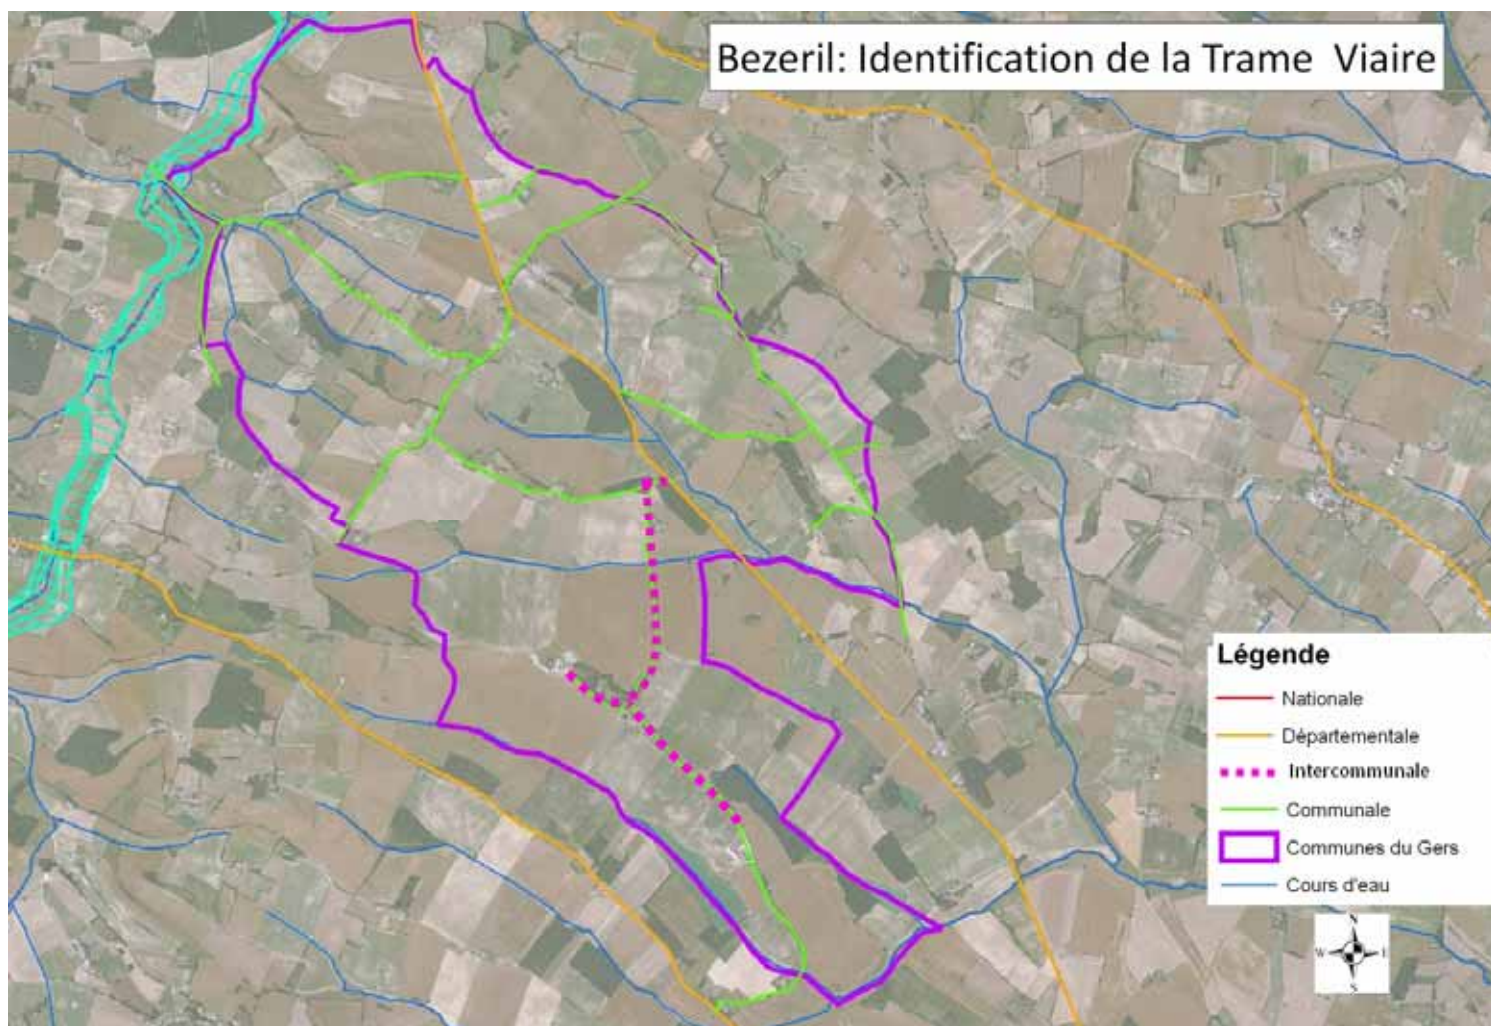 Bezeril: Identification de la Trame Viaire
Légende
Nationale
Départementale
Intercommunale
Communale
Communes du Gers
Cours d'eau
N
W E
S